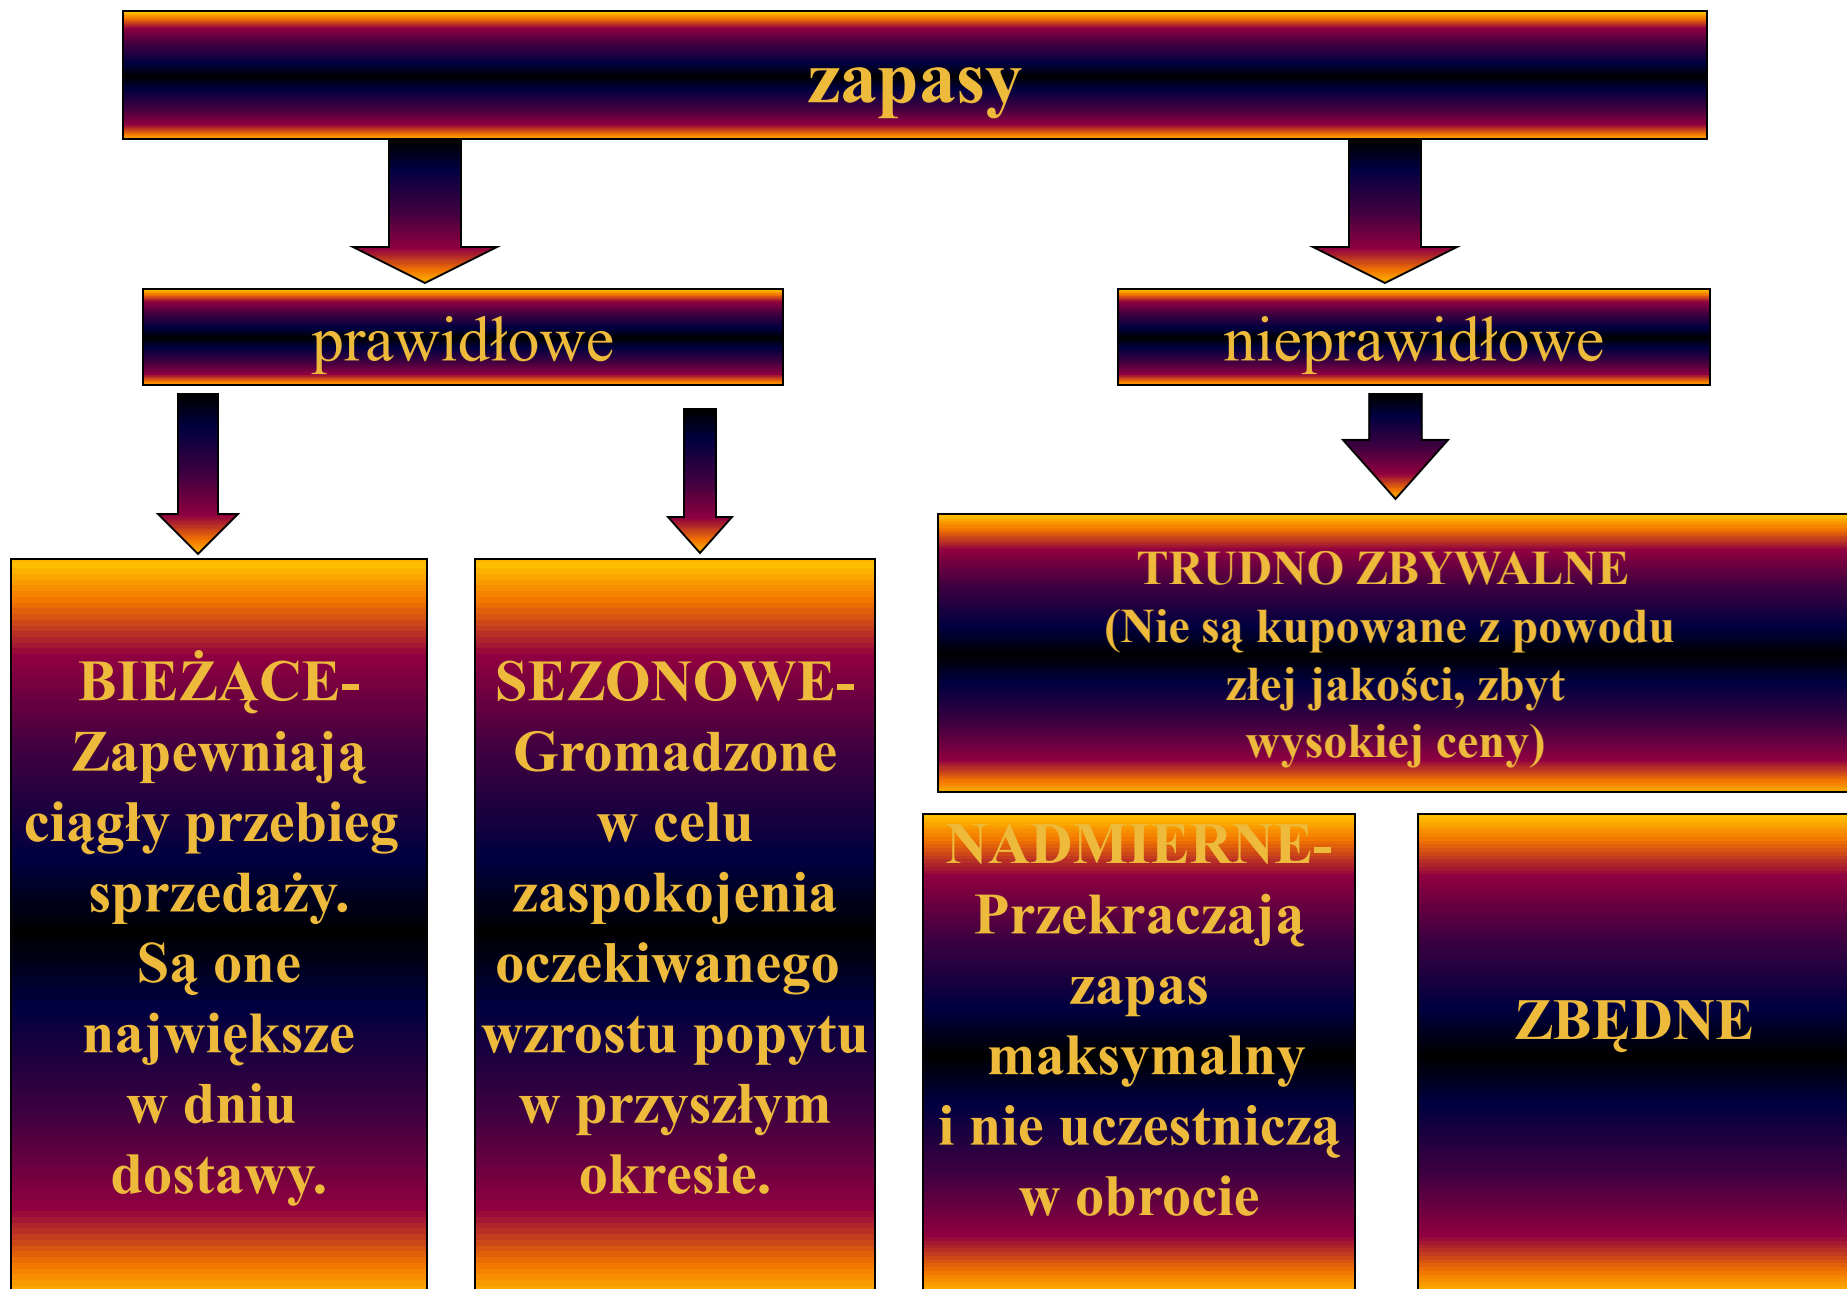 zapasy
prawidłowe
nieprawidłowe
BIEŻĄCE-
Zapewniają
ciągły przebieg
sprzedaży.
Są one
największe
w dniu
dostawy.
SEZONOWE-
Gromadzone
w celu
zaspokojenia
oczekiwanego
wzrostu popytu
w przyszłym
okresie.
TRUDNO ZBYWALNE
(Nie są kupowane z powodu
złej jakości, zbyt
wysokiej ceny)
NADMIERNE-
Przekraczają
zapas
maksymalny
i nie uczestniczą
w obrocie
ZBĘDNE